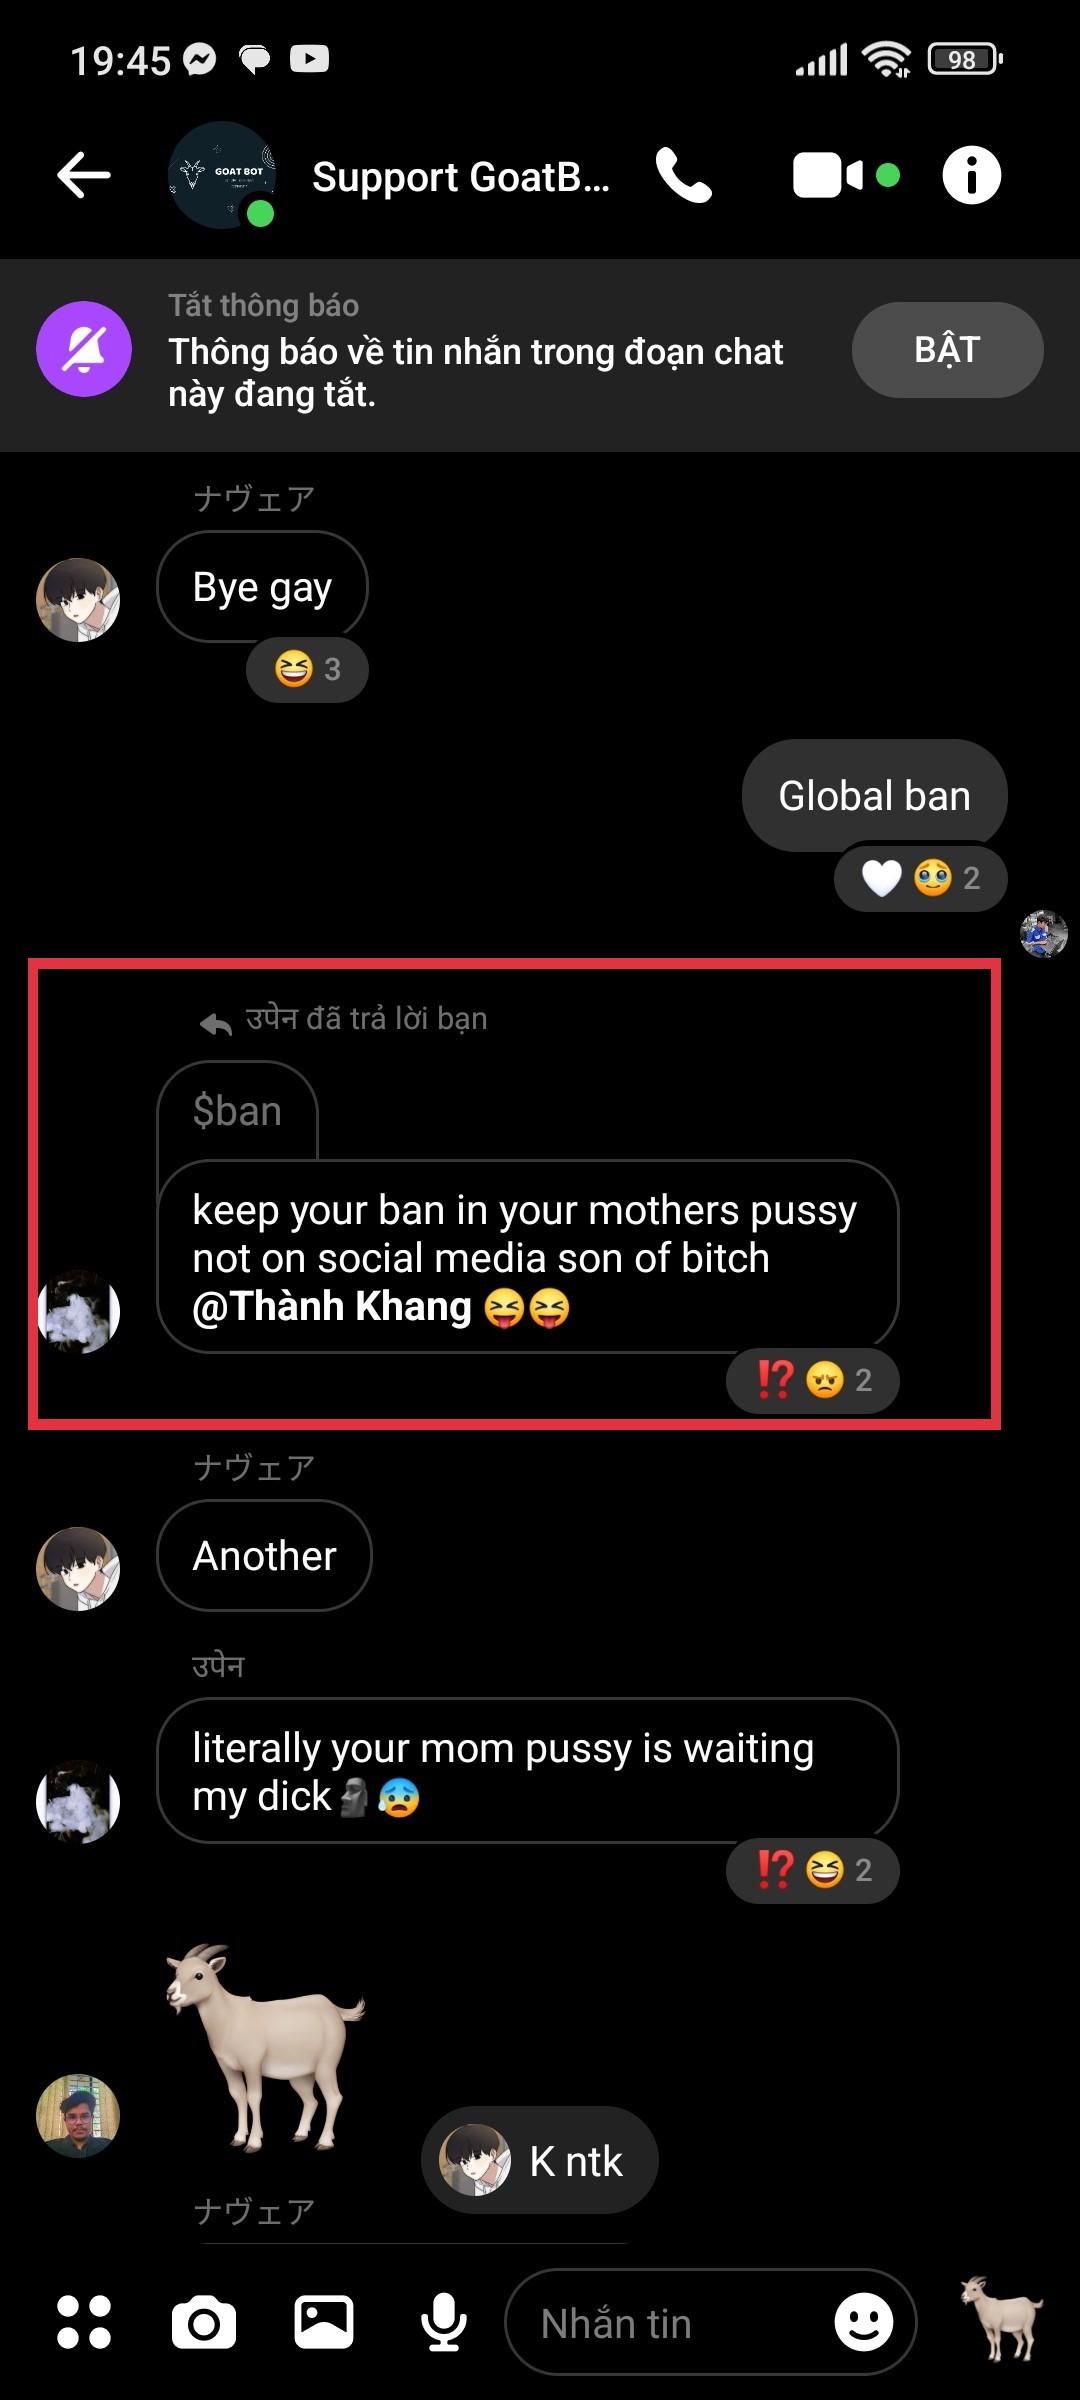 19:45
98
GOAT BOT
Support GoatB...
Tắt thông báo
Thông báo về tin nhắn trong đoạn chat
này đang tắt.
BẬT
ナヴェア
Bye gay
3
Global ban
2
उपेन đã trả lời bạn
$ban
keep your ban in your mothers pussy
not on social media son of bitch
@Thành Khang
2
ナヴェア
Another
उपेन
literally your mom pussy is waiting
my dick
2
K ntk
ナヴェア
Nhắn tin